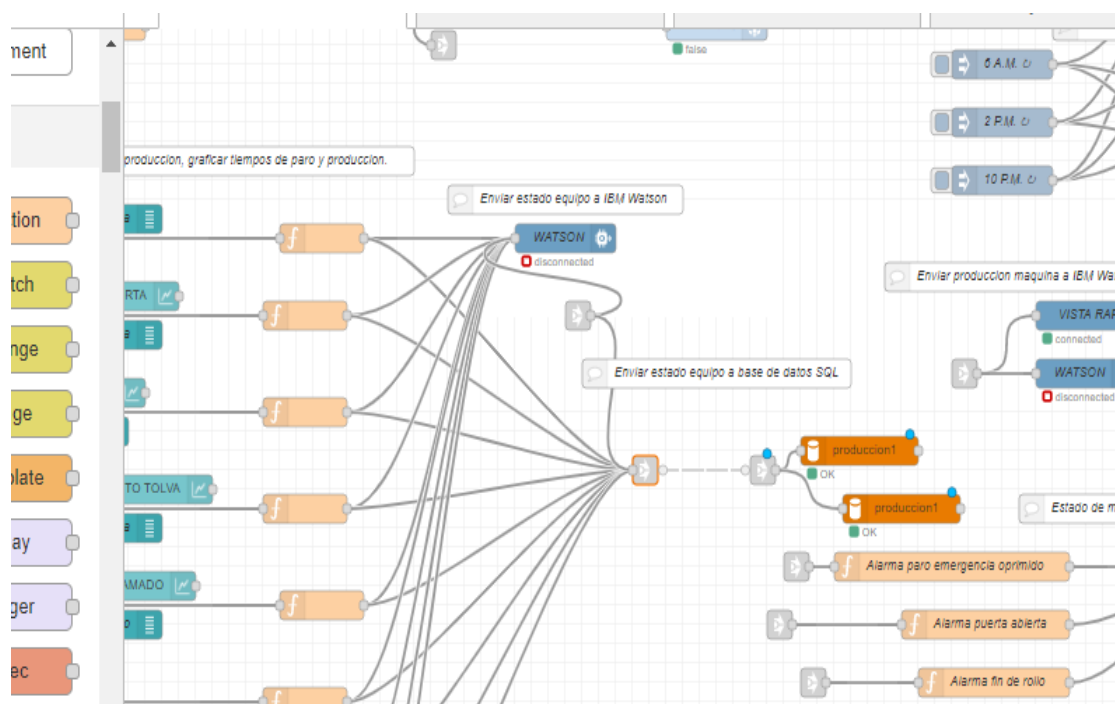 ment
false
6 A.M. ↻
2 P.M. ↻
10 P.M. ↻
produccion, graficar tiempos de paro y produccion.
Enviar estado equipo a IBM Watson
tion
a
f
WATSON
disconnected
tch
Enviar produccion maquina a IBM Wat
RTA
f
VISTA RAP
connected
a
nge
Enviar estado equipo a base de datos SQL
WATSON
disconnected
f
ge
produccion1
OK
plate
TO TOLVA
f
produccion1
OK
Estado de m
a
ay
f
Alarma paro emergencia oprimido
AMADO
ger
f
o
f
Alarma puerta abierta
ec
f
f
Alarma fin de rollo